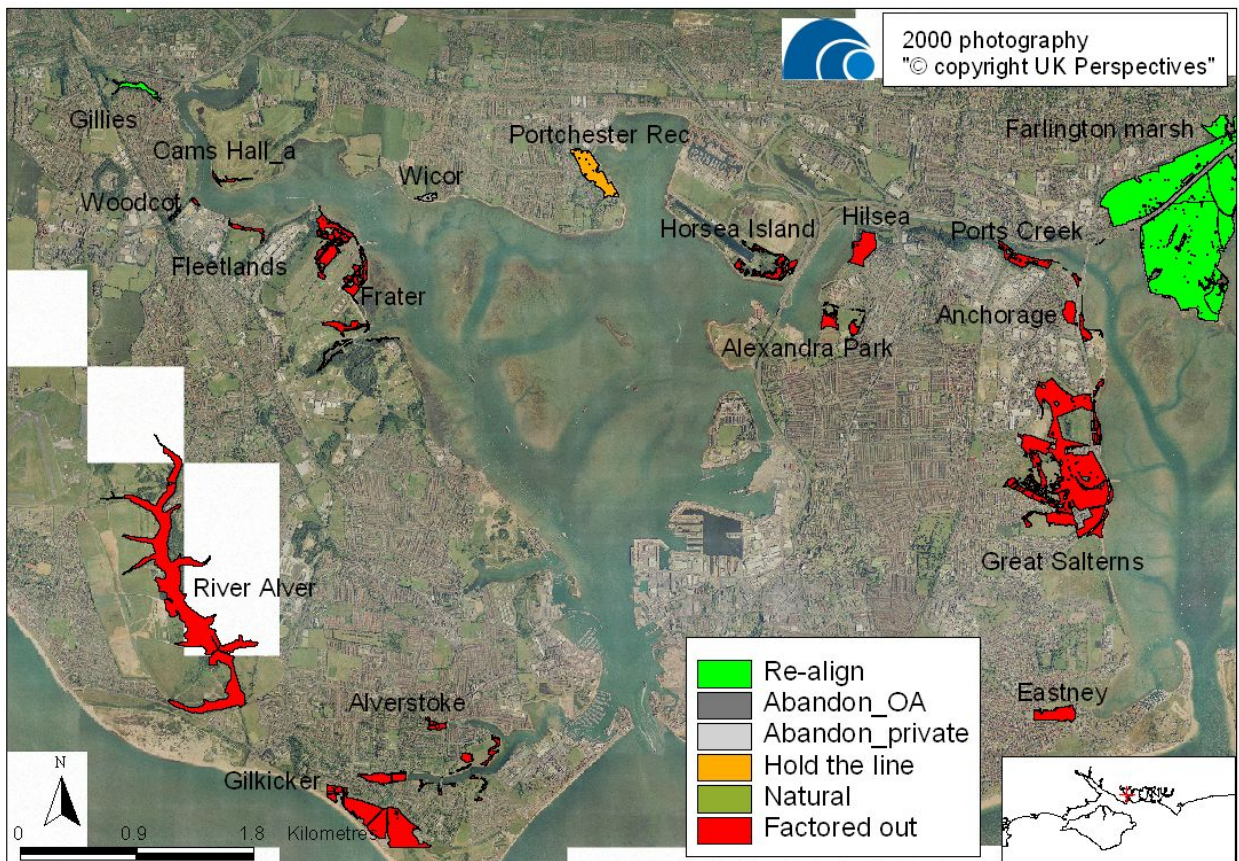 2000 photography
"© copyright UK Perspectives"
Gillies
Farlington marsh
Portchester Rec
Cams Hall_a
Wicor
Woodcot
Horsea Island
Hilsea
Ports Creek
Fleetlands
Frater
Anchorage
Alexandra Park
Great Salterns
River Alver
Alverstoke
Eastney
Gilkicker
Re-align
Abandon_OA
Abandon_private
Hold the line
Natural
Factored out
N
0 0.9 1.8 Kilometres